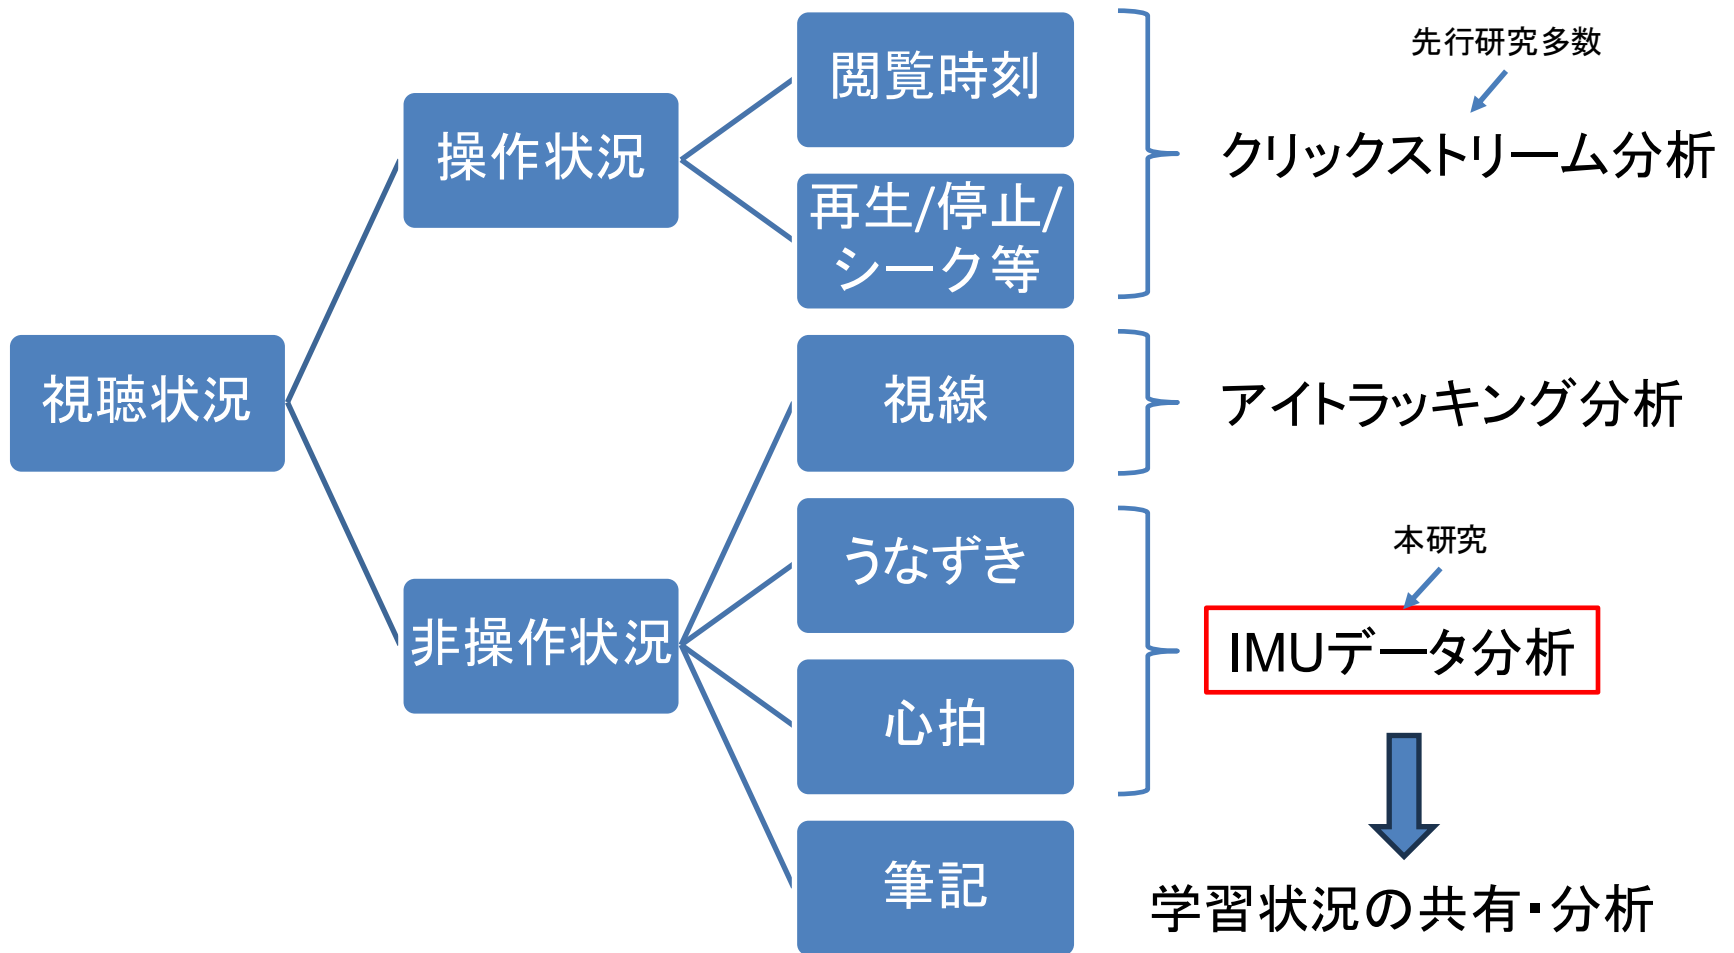 視聴状況
操作状況
非操作状況
閲覧時刻
再生/停止/
シーク等
視線
うなずき
心拍
筆記
先行研究多数
クリックストリーム分析
アイトラッキング分析
本研究
IMUデータ分析
学習状況の共有・分析